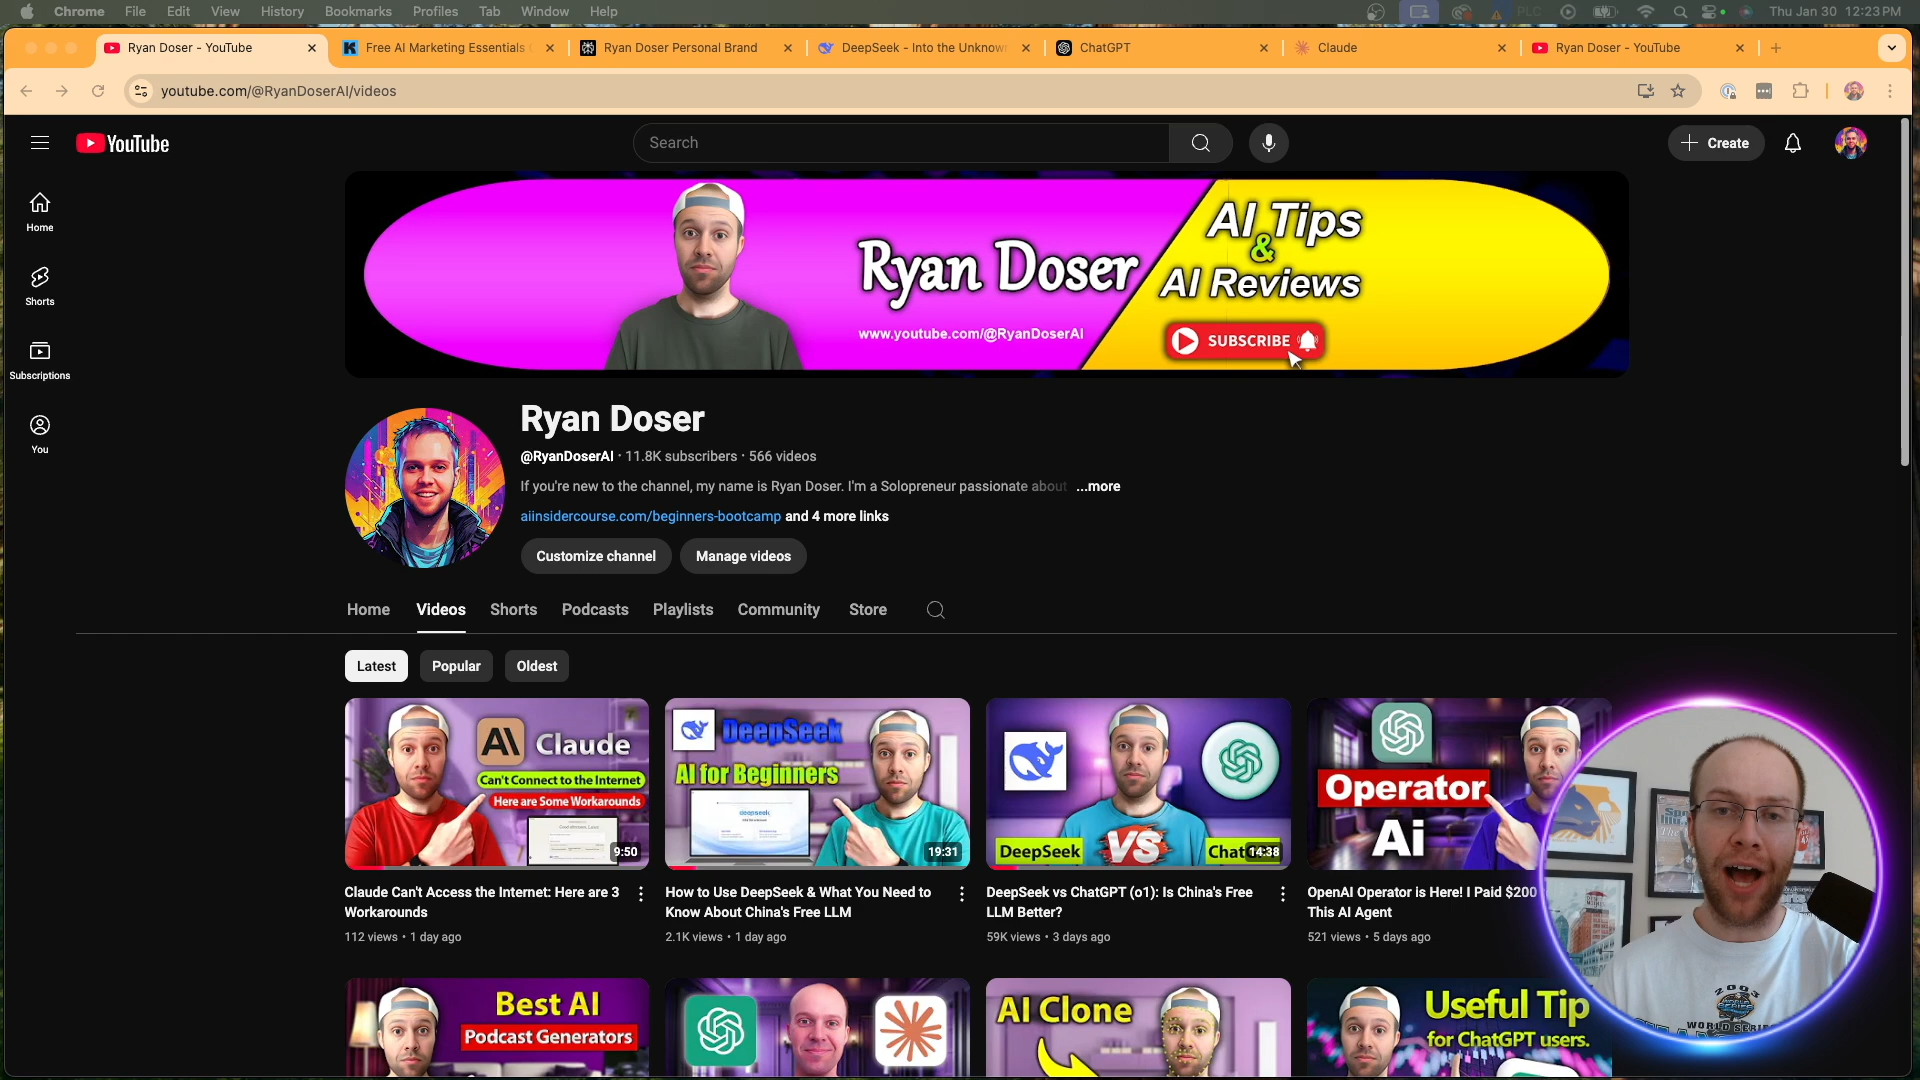 Chrome File Edit View History Bookmarks Profiles Tab Window Help PLC Thu Jan 30 12:23 PM
Ryan Doser - YouTube Free AI Marketing Essentials Ryan Doser Personal Brand DeepSeek - Into the Unknown ChatGPT Claude Ryan Doser - YouTube
youtube.com/@RyanDoserAI/videos
YouTube Search Create
Home
Shorts
Subscriptions
You
Ryan Doser
www.youtube.com/@RyanDoserAI
AI Tips
&
AI Reviews
SUBSCRIBE
Ryan Doser
@RyanDoserAI · 11.8K subscribers · 566 videos
If you're new to the channel, my name is Ryan Doser. I'm a Solopreneur passionate about ...more
aiinsidercourse.com/beginners-bootcamp and 4 more links
Customize channel Manage videos
Home Videos Shorts Podcasts Playlists Community Store
Latest Popular Oldest
AI Claude
Can't Connect to the Internet
Here are Some Workarounds
9:50
Claude Can't Access the Internet: Here are 3
Workarounds
112 views • 1 day ago
DeepSeek
AI for Beginners
deepseek
19:31
How to Use DeepSeek & What You Need to
Know About China's Free LLM
2.1K views • 1 day ago
DeepSeek VS Chat
14:38
DeepSeek vs ChatGPT (o1): Is China's Free
LLM Better?
59K views • 3 days ago
Operator
Ai
OpenAI Operator is Here! I Paid $200
This AI Agent
521 views • 5 days ago
Best AI
Podcast Generators
AI Clone
Useful Tip
for ChatGPT users.
2003
WORLD SERIES